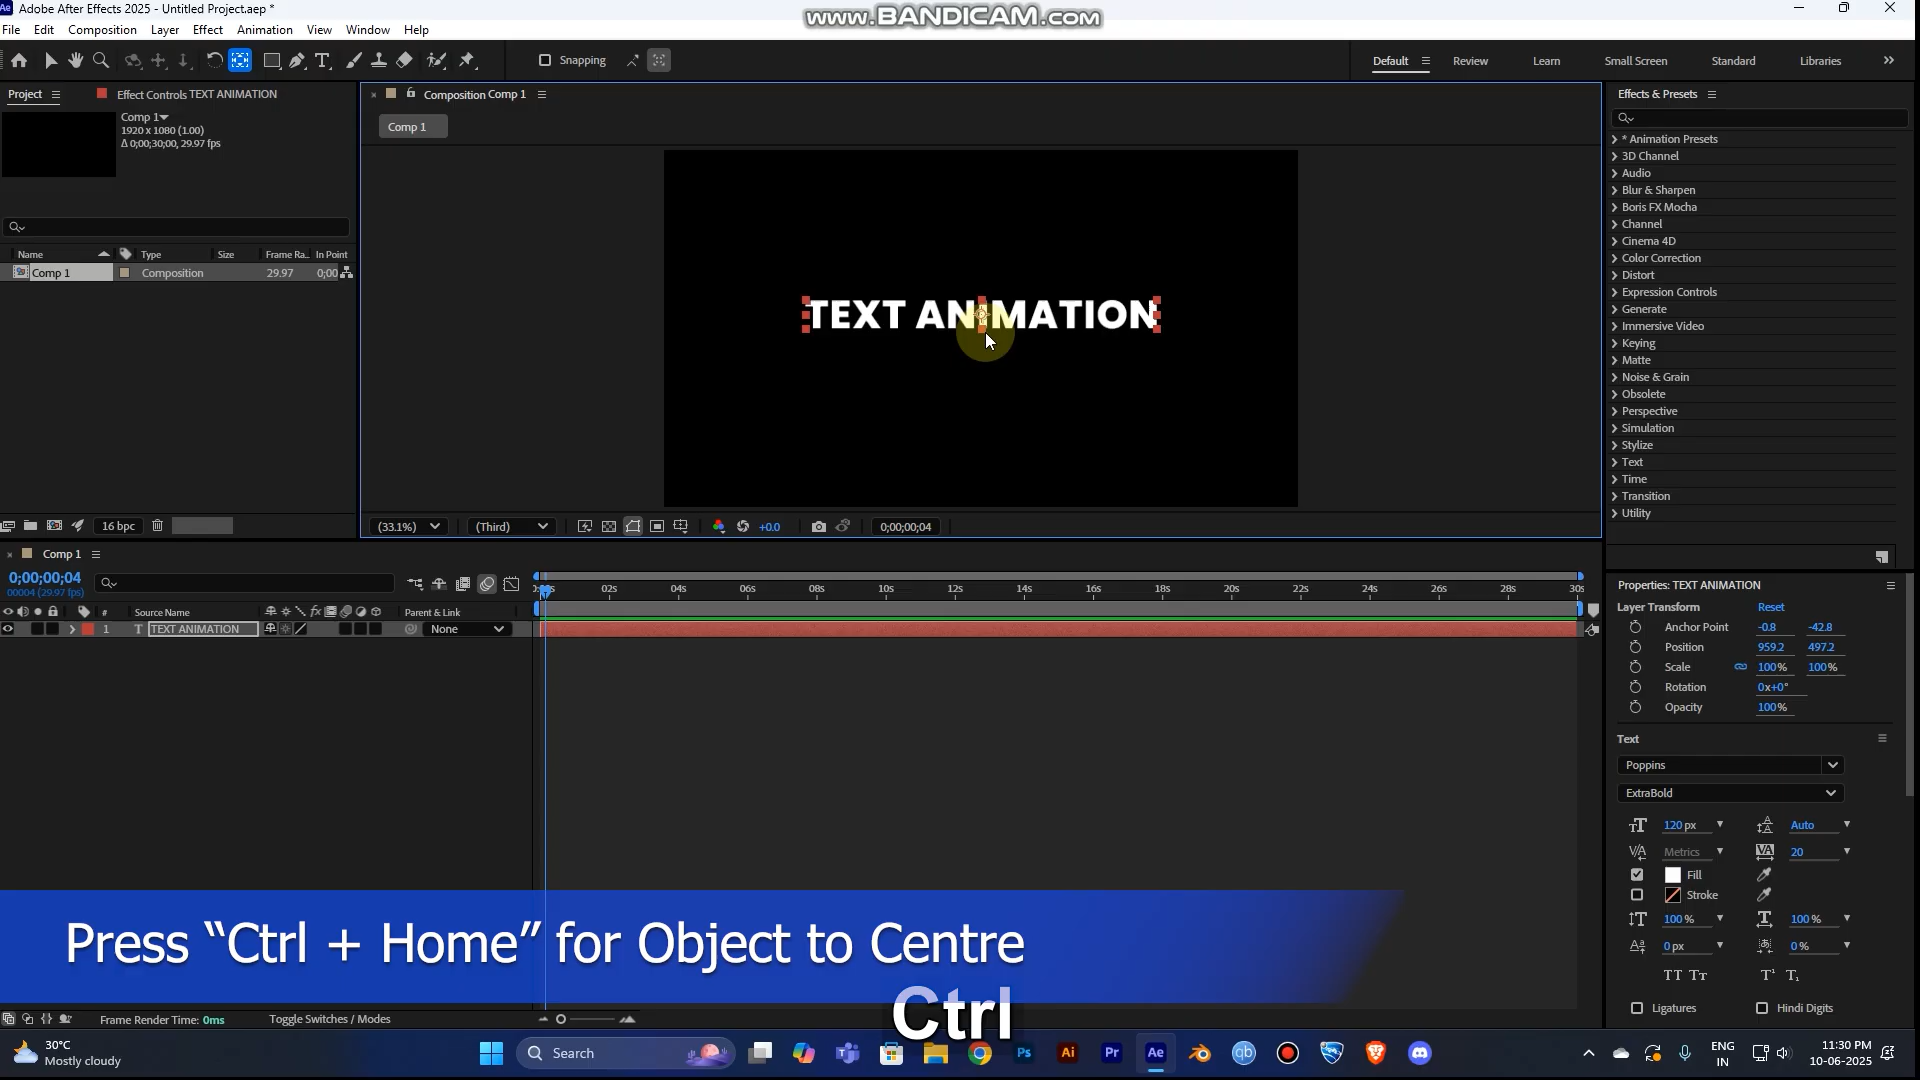 Adobe After Effects 2025 - Untitled Project.aep *
www.BANDICAM.com
File Edit Composition Layer Effect Animation View Window Help
Snapping
Default Review Learn Small Screen Standard Libraries
Project Effect Controls TEXT ANIMATION
Composition Comp 1
Effects & Presets
Comp 1
1920 x 1080 (1.00)
Δ 0;00;30;00, 29.97 fps
Comp 1
Name Type Size Frame Ra... In Point
Comp 1 Composition 29.97 0;00
TEXT ANIMATION
* Animation Presets
3D Channel
Audio
Blur & Sharpen
Boris FX Mocha
Channel
Cinema 4D
Color Correction
Distort
Expression Controls
Generate
Immersive Video
Keying
Matte
Noise & Grain
Obsolete
Perspective
Simulation
Stylize
Text
Time
Transition
Utility
16 bpc
(33.1%) (Third) +0.0 0;00;00;04
Comp 1
0;00;00;04
00004 (29.97 fps)
02s 04s 06s 08s 10s 12s 14s 16s 18s 20s 22s 24s 26s 28s 30s
# Source Name Parent & Link
1 T TEXT ANIMATION None
Properties: TEXT ANIMATION
Layer Transform Reset
Anchor Point -0.8 -42.8
Position 959.2 497.2
Scale 100% 100%
Rotation 0x+0°
Opacity 100%
Text
Poppins
ExtraBold
120 px Auto
Metrics 20
Fill
Stroke
100 % 100 %
0 px 0 %
Ligatures Hindi Digits
Press “Ctrl + Home” for Object to Centre
Ctrl
Frame Render Time: 0ms Toggle Switches / Modes
30°C
Mostly cloudy
Search
ENG
IN
11:30 PM
10-06-2025